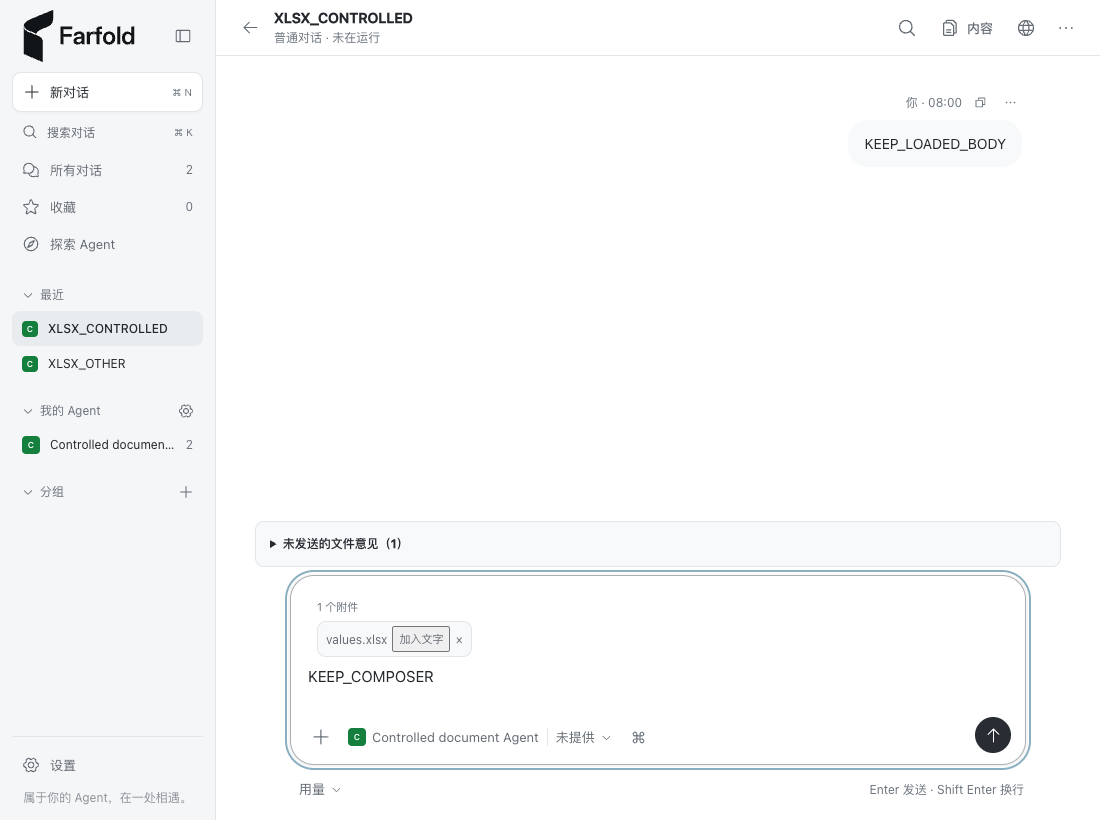 Farfold
新对话
⌘ N
搜索对话
⌘ K
所有对话
2
收藏
0
探索 Agent
最近
C
XLSX_CONTROLLED
C
XLSX_OTHER
我的 Agent
C
Controlled documen...
2
分组
设置
属于你的 Agent，在一处相遇。
XLSX_CONTROLLED
普通对话 · 未在运行
内容
你 · 08:00
KEEP_LOADED_BODY
未发送的文件意见（1）
1 个附件
values.xlsx
加入文字
×
KEEP_COMPOSER
C
Controlled document Agent
未提供
⌘
用量
Enter 发送 · Shift Enter 换行